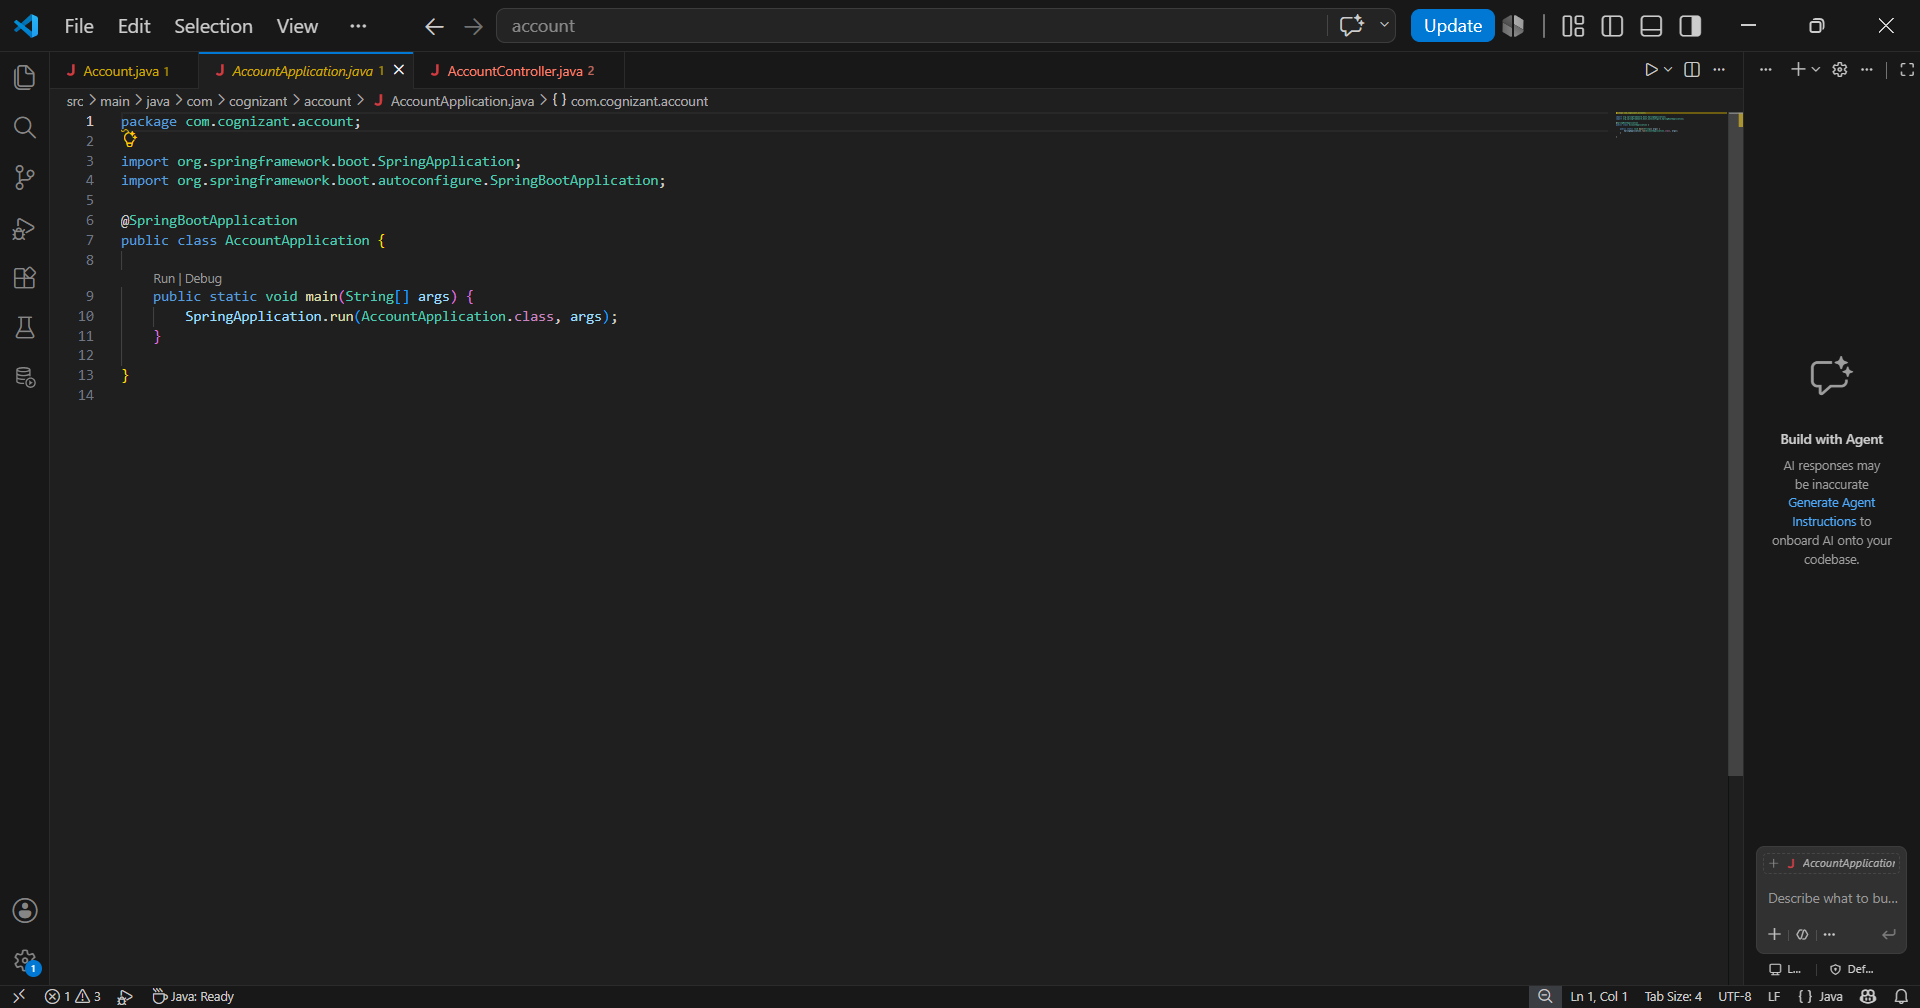 File Edit Selection View ···
account
Update
Account.java 1
AccountApplication.java 1
AccountController.java 2
src > main > java > com > cognizant > account > J AccountApplication.java > {} com.cognizant.account
1 package com.cognizant.account;
2
3 import org.springframework.boot.SpringApplication;
4 import org.springframework.boot.autoconfigure.SpringBootApplication;
5
6 @SpringBootApplication
7 public class AccountApplication {
8
Run | Debug
9 public static void main(String[] args) {
10 SpringApplication.run(AccountApplication.class, args);
11 }
12
13 }
14
Build with Agent
AI responses may
be inaccurate
Generate Agent
Instructions to
onboard AI onto your
codebase.
J AccountApplication
Describe what to bu...
L...
Def...
1
1 3
Java: Ready
Ln 1, Col 1
Tab Size: 4
UTF-8
LF
{} Java